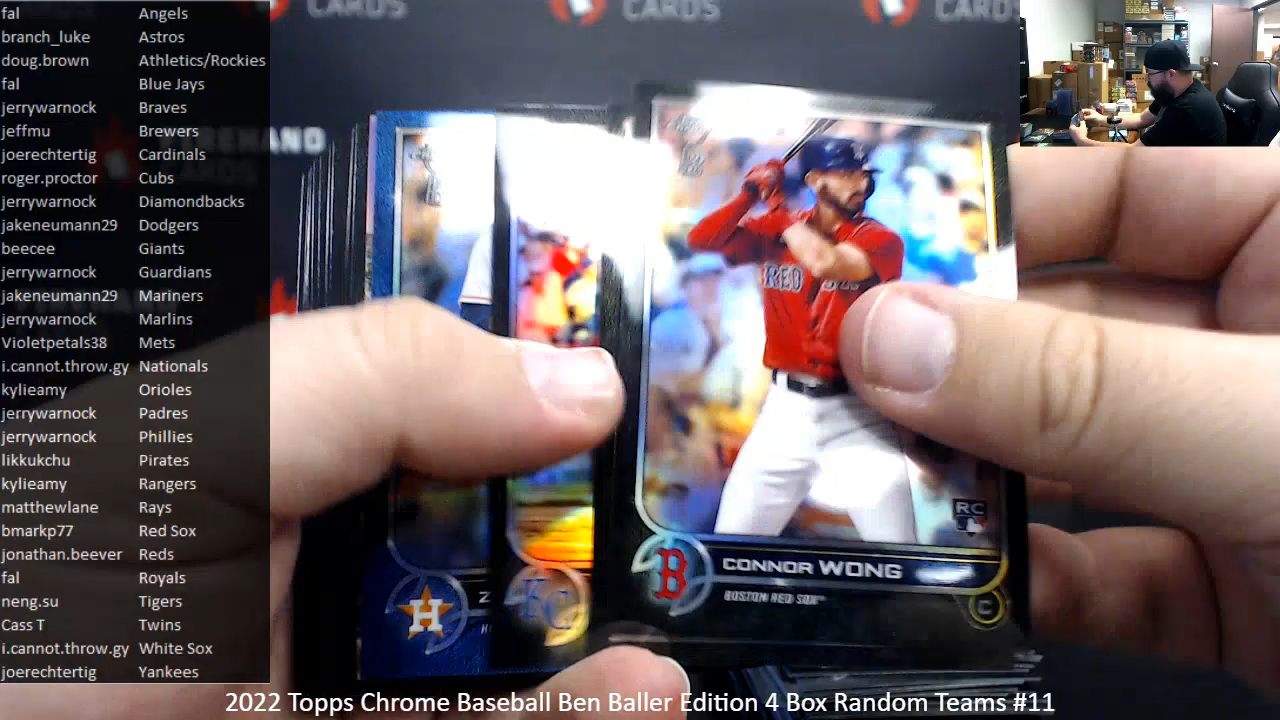 CARDS
CARDS
CARD
fal Angels
branch_luke Astros
doug.brown Athletics/Rockies
fal Blue Jays
jerrywarnock Braves
jeffmu Brewers
joerechtertig Cardinals
roger.proctor Cubs
jerrywarnock Diamondbacks
jakeneumann29 Dodgers
beecee Giants
jerrywarnock Guardians
jakeneumann29 Mariners
jerrywarnock Marlins
Violetpetals38 Mets
i.cannot.throw.gy Nationals
kylieamy Orioles
jerrywarnock Padres
jerrywarnock Phillies
likkukchu Pirates
kylieamy Rangers
matthewlane Rays
bmarkp77 Red Sox
jonathan.beever Reds
fal Royals
neng.su Tigers
Cass T Twins
i.cannot.throw.gy White Sox
joerechtertig Yankees
RED
RC
B
CONNOR WONG
BOSTON RED SOX
C
H
KC
2022 Topps Chrome Baseball Ben Baller Edition 4 Box Random Teams #11